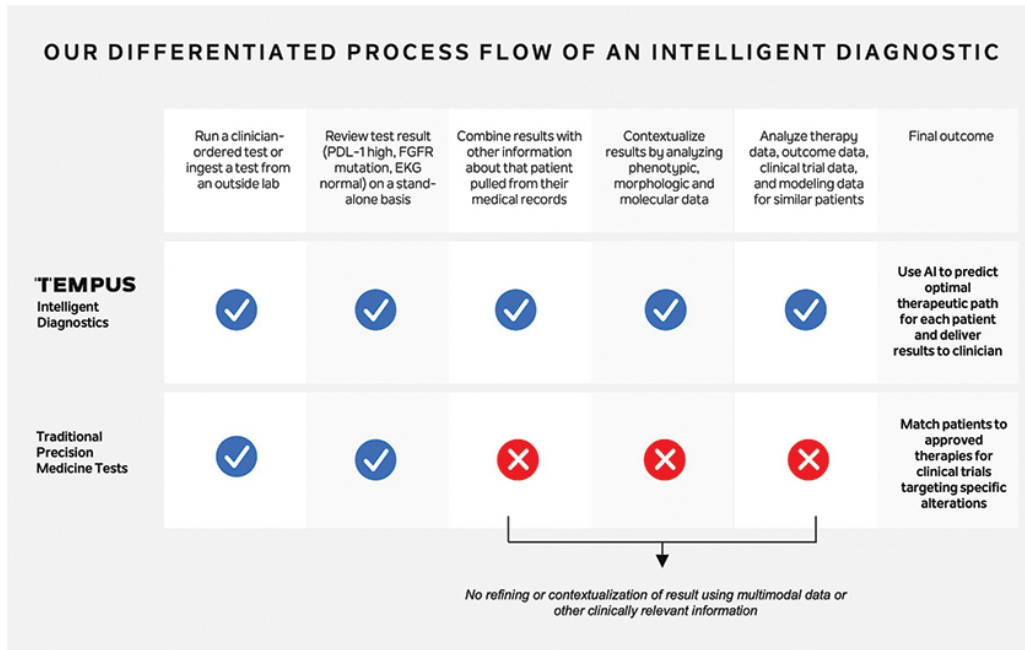 OUR DIFFERENTIATED PROCESS FLOW OF AN INTELLIGENT DIAGNOSTIC
Run a clinician-
ordered test or
ingest a test from
an outside lab
Review test result
(PDL-1 high, FGFR
mutation, EKG
normal) on a stand-
alone basis
Combine results with
other information
about that patient
pulled from their
medical records
Contextualize
results by analyzing
phenotypic,
morphologic and
molecular data
Analyze therapy
data, outcome data,
clinical trial data,
and modeling data
for similar patients
Final outcome
TEMPUS
Intelligent
Diagnostics
Use AI to predict
optimal
therapeutic path
for each patient
and deliver
results to clinician
Traditional
Precision
Medicine Tests
Match patients to
approved
therapies for
clinical trials
targeting specific
alterations
No refining or contextualization of result using multimodal data or
other clinically relevant information